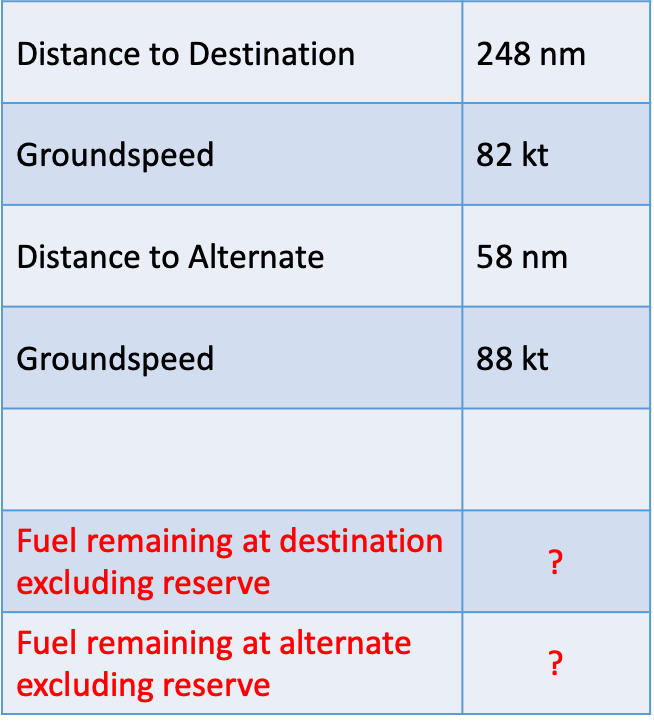 Distance to Destination 248 nm
Groundspeed 82 kt
Distance to Alternate 58 nm
Groundspeed 88 kt
Fuel remaining at destination
excluding reserve ?
Fuel remaining at alternate
excluding reserve ?